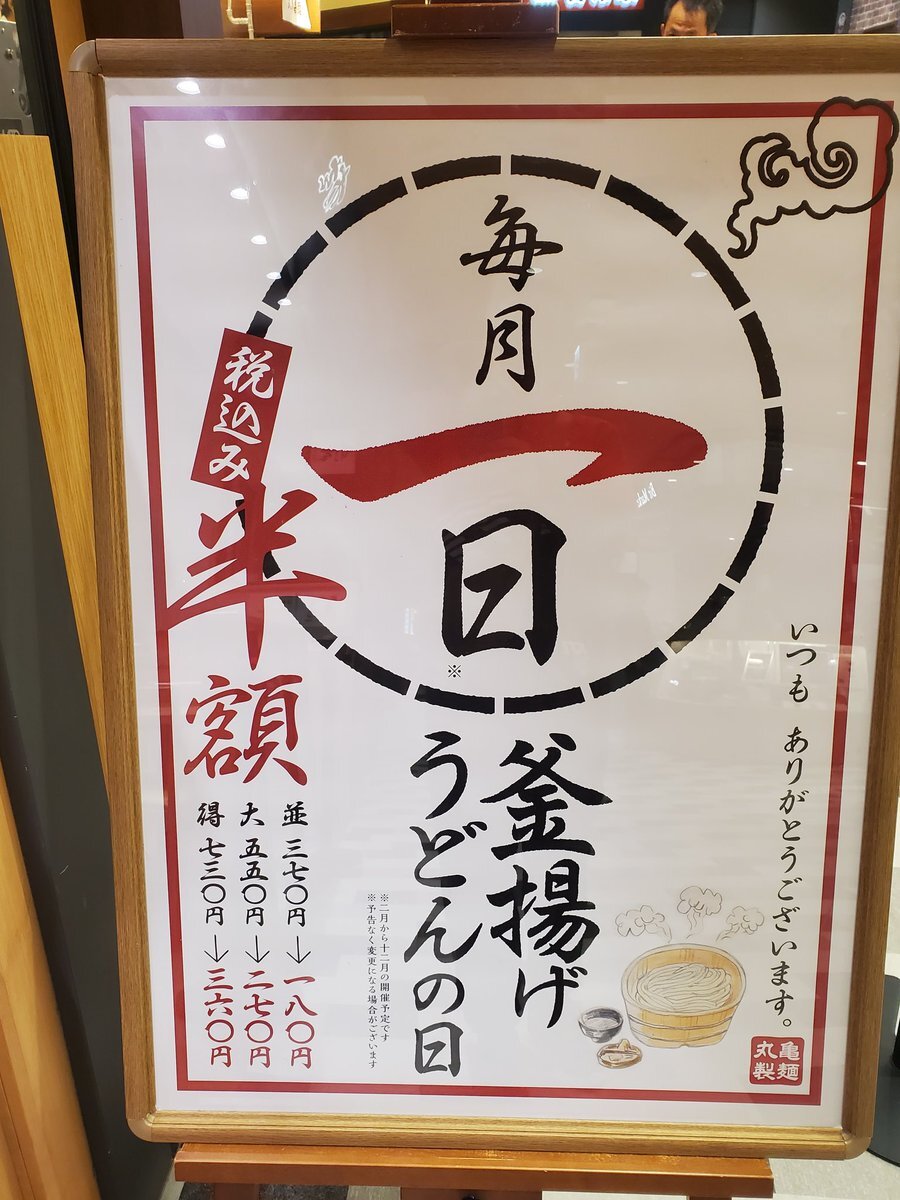 いつも ありがとうございます。
毎月
一
日
※
釜揚げ
うどんの日
※二月から十二月の開催予定です
※予告なく変更になる場合がございます
税込み
半額
並 三七〇円→一八〇円
大 五五〇円→二七〇円
得 七三〇円→三六〇円
丸亀
製麺